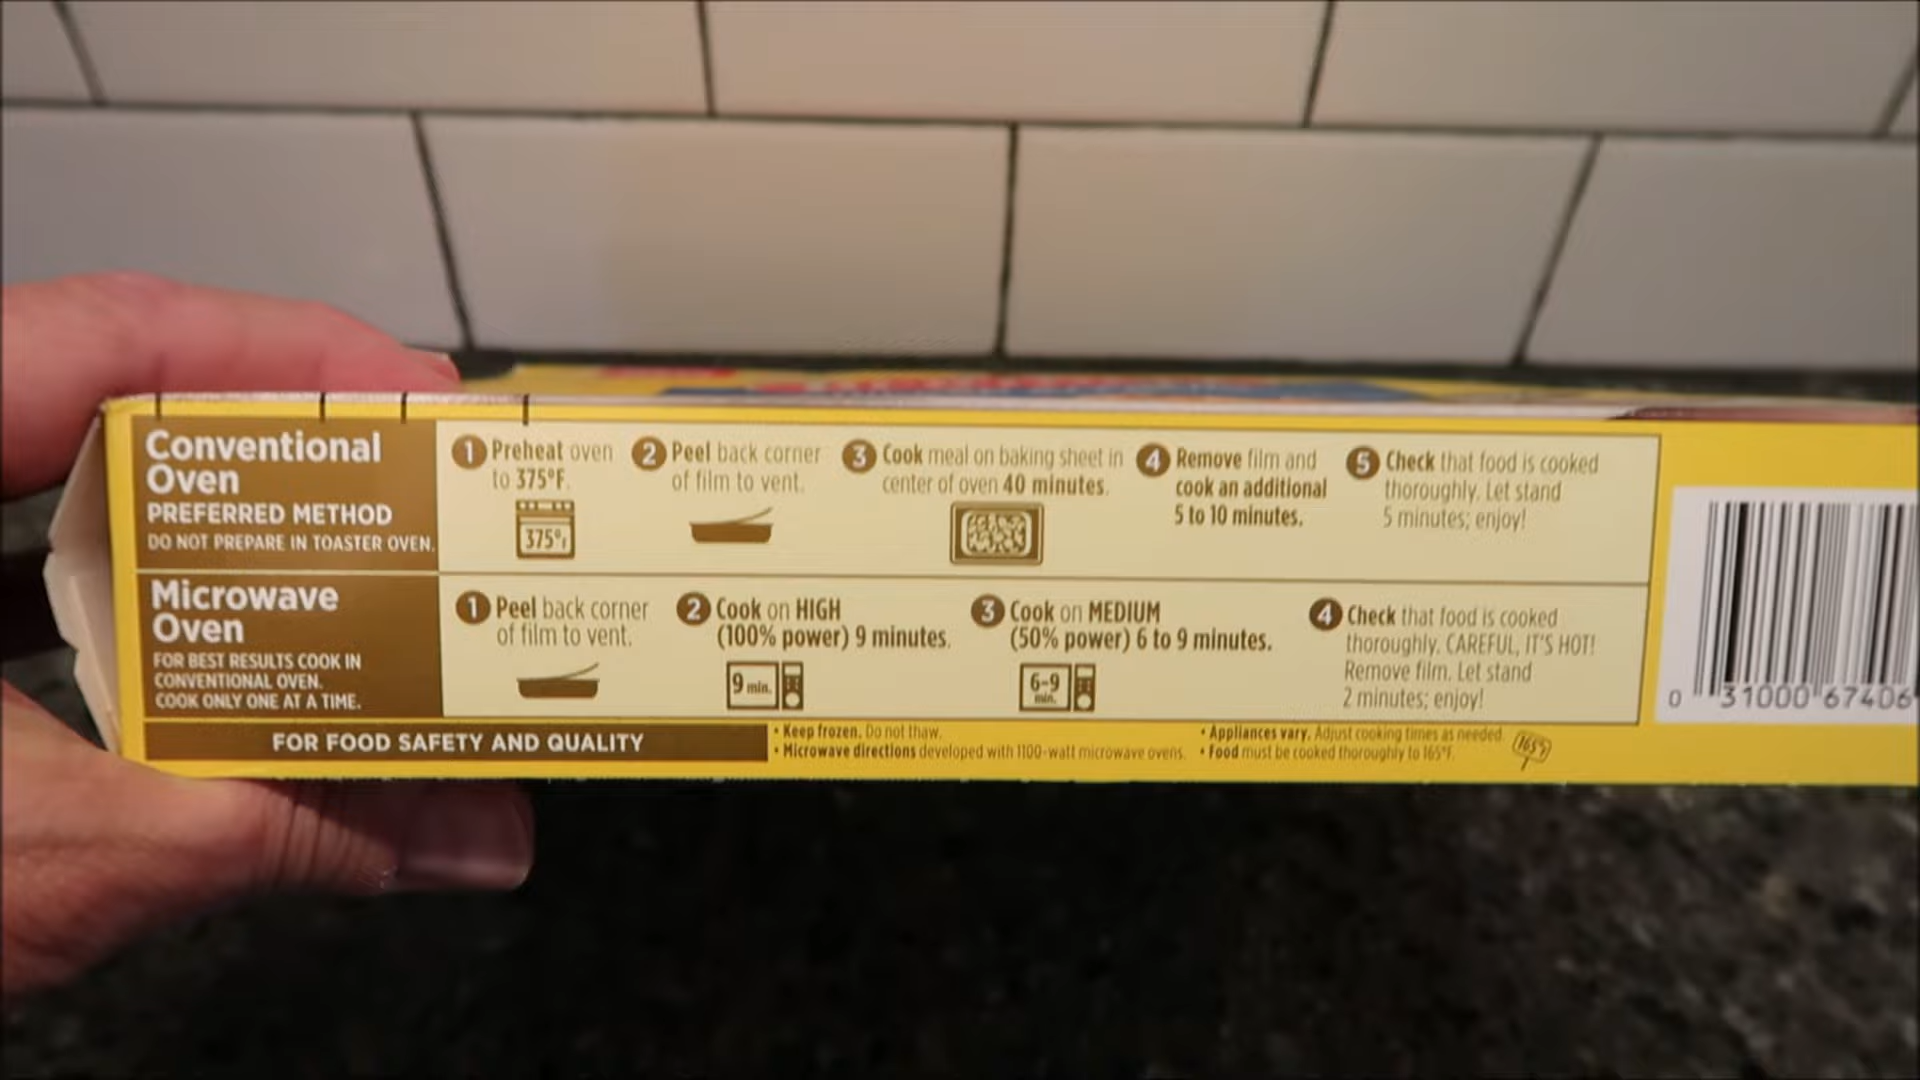 Conventional
Oven
PREFERRED METHOD
DO NOT PREPARE IN TOASTER OVEN.
1 Preheat oven
to 375°F.
375°F
2 Peel back corner
of film to vent.
3 Cook meal on baking sheet in
center of oven 40 minutes.
4 Remove film and
cook an additional
5 to 10 minutes.
5 Check that food is cooked
thoroughly. Let stand
5 minutes; enjoy!
Microwave
Oven
FOR BEST RESULTS COOK IN
CONVENTIONAL OVEN.
COOK ONLY ONE AT A TIME.
1 Peel back corner
of film to vent.
2 Cook on HIGH
(100% power) 9 minutes.
9 min.
3 Cook on MEDIUM
(50% power) 6 to 9 minutes.
6-9
min.
4 Check that food is cooked
thoroughly. CAREFUL, IT'S HOT!
Remove film. Let stand
2 minutes; enjoy!
FOR FOOD SAFETY AND QUALITY
• Keep frozen. Do not thaw.
• Microwave directions developed with 1100-watt microwave ovens.
• Appliances vary. Adjust cooking times as needed.
• Food must be cooked thoroughly to 165°F.
165°F
0 31000 67406